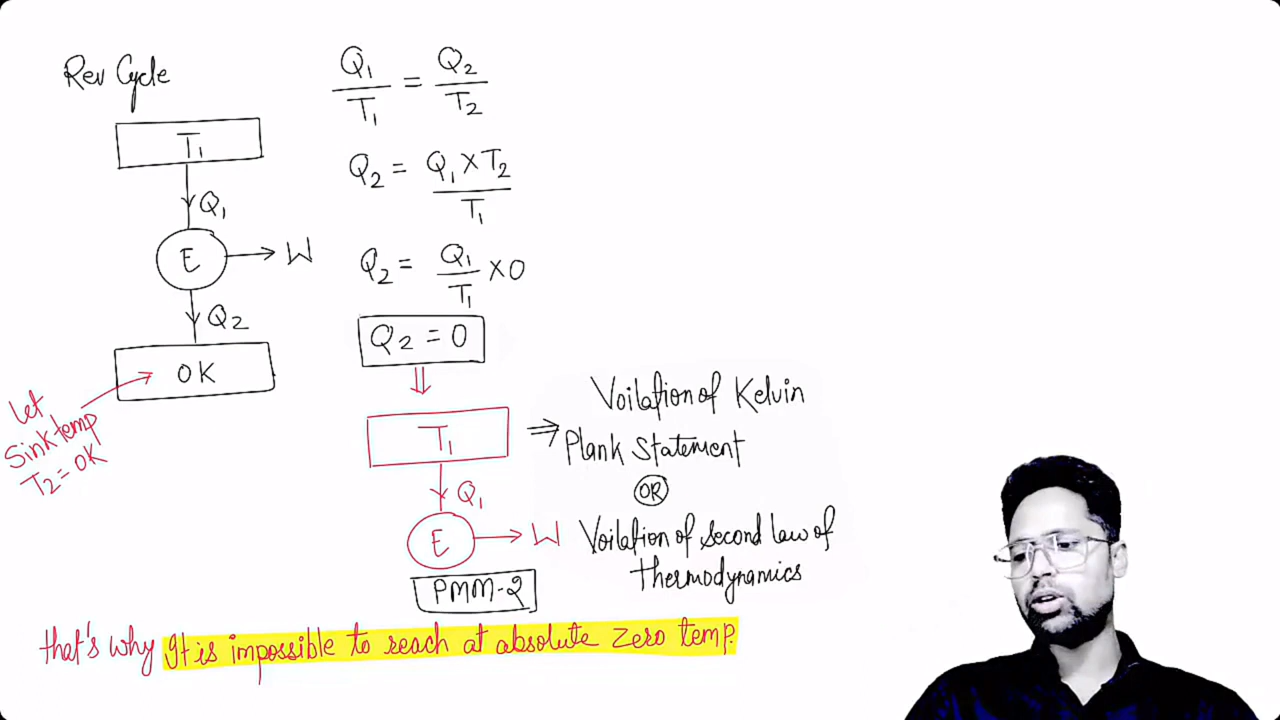 Rev Cycle
T₁
Q₁
E → W
Q₂
0K
Let
Sink temp
T₂ = 0K
Q₁/T₁ = Q₂/T₂
Q₂ = Q₁ × T₂ / T₁
Q₂ = Q₁/T₁ × 0
Q₂ = 0
⇓
T₁
Q₁
E → W
PMM-2
⇒ Voilation of Kelvin
Plank Statement
OR
Voilation of Second law of
thermodynamics
that's why It is impossible to reach at absolute zero temp.